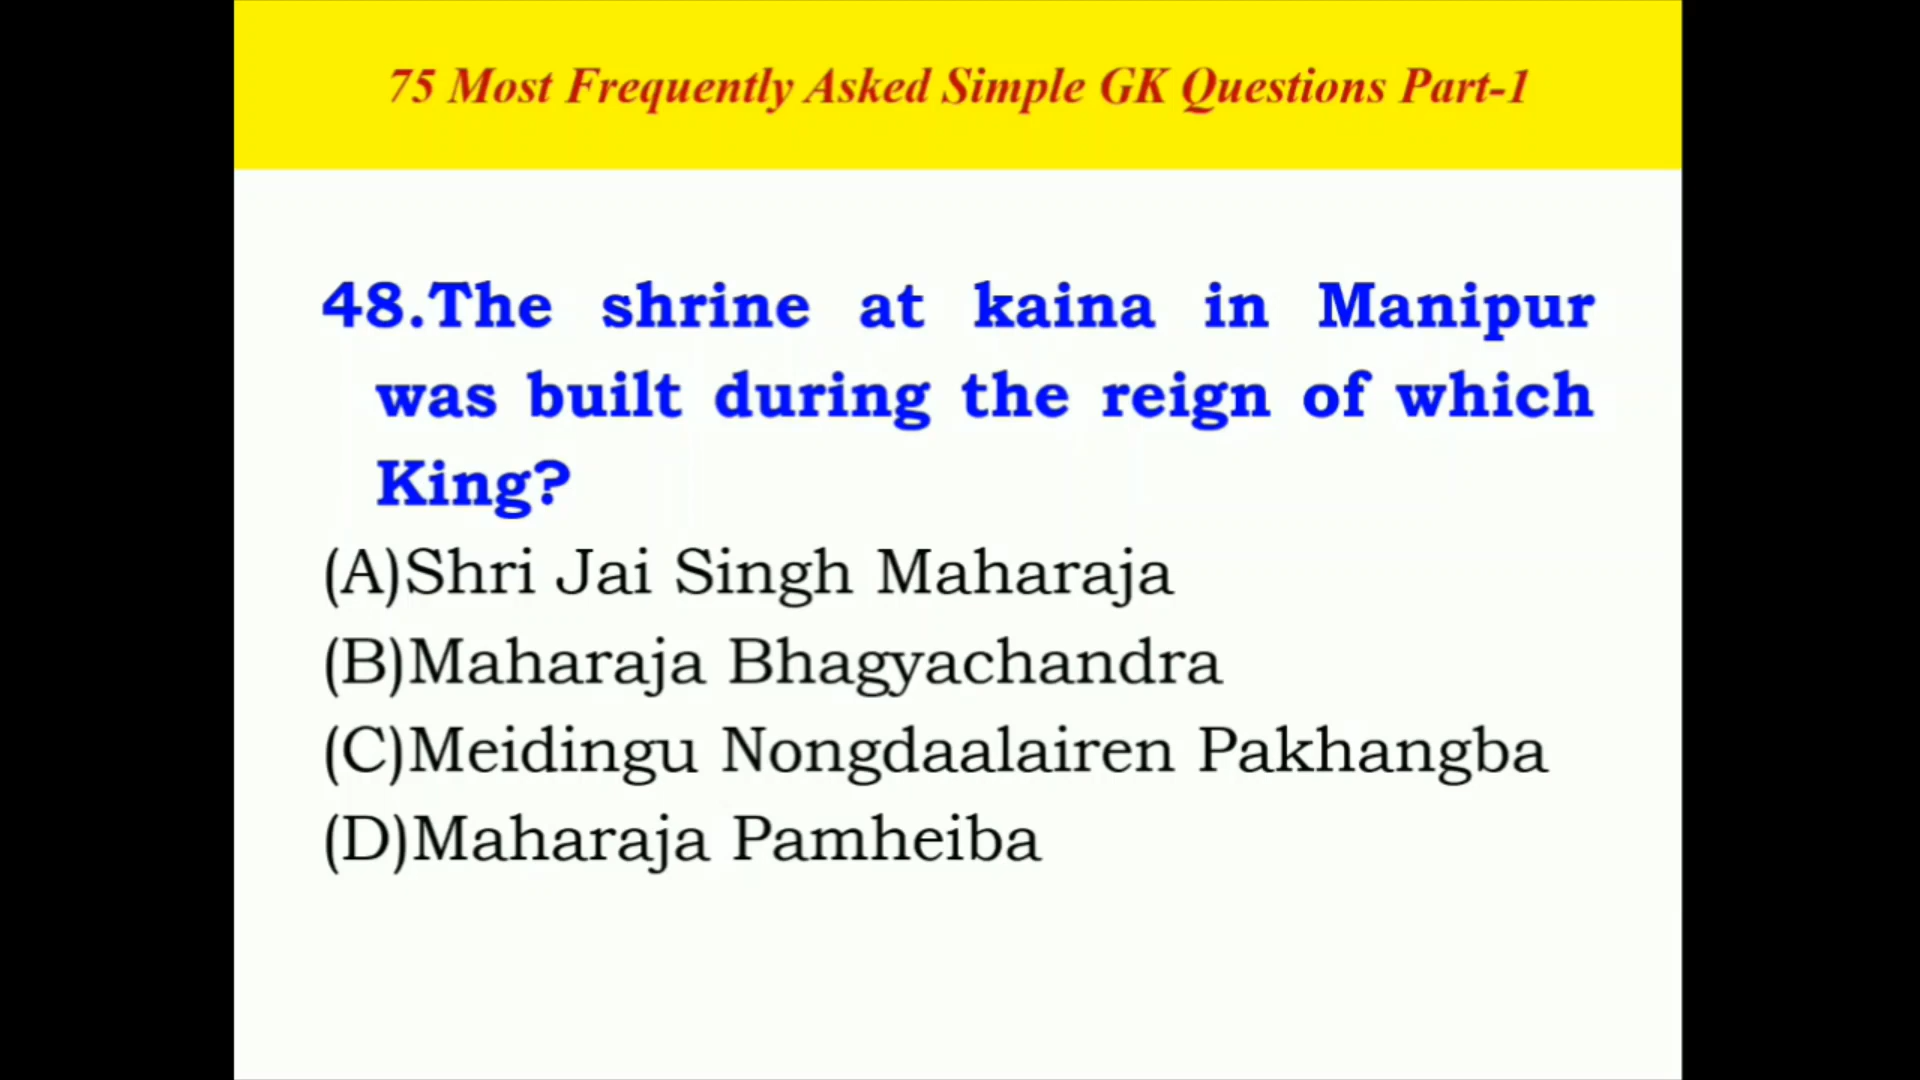 75 Most Frequently Asked Simple GK Questions Part-1
48.The shrine at kaina in Manipur
was built during the reign of which
King?
(A)Shri Jai Singh Maharaja
(B)Maharaja Bhagyachandra
(C)Meidingu Nongdaalairen Pakhangba
(D)Maharaja Pamheiba